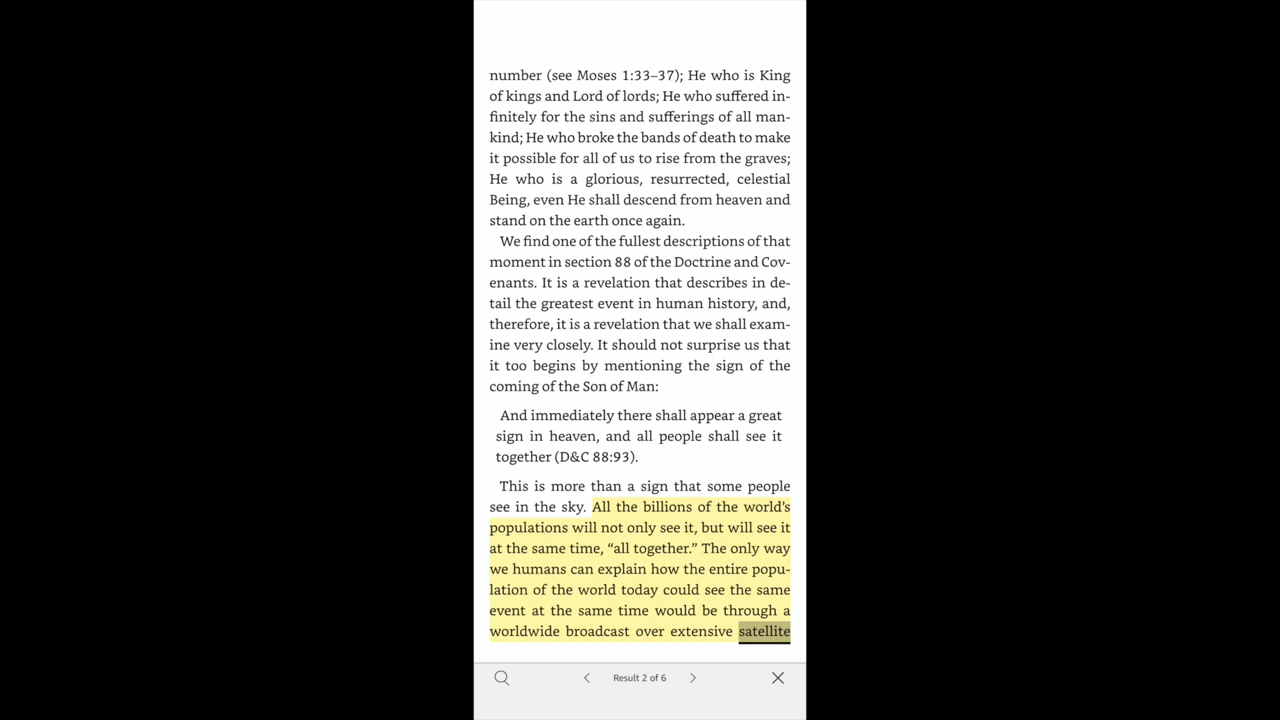 number (see Moses 1:33–37); He who is King
of kings and Lord of lords; He who suffered in-
finitely for the sins and sufferings of all man-
kind; He who broke the bands of death to make
it possible for all of us to rise from the graves;
He who is a glorious, resurrected, celestial
Being, even He shall descend from heaven and
stand on the earth once again.
We find one of the fullest descriptions of that
moment in section 88 of the Doctrine and Cov-
enants. It is a revelation that describes in de-
tail the greatest event in human history, and,
therefore, it is a revelation that we shall exam-
ine very closely. It should not surprise us that
it too begins by mentioning the sign of the
coming of the Son of Man:
And immediately there shall appear a great
sign in heaven, and all people shall see it
together (D&C 88:93).
This is more than a sign that some people
see in the sky. All the billions of the world’s
populations will not only see it, but will see it
at the same time, “all together.” The only way
we humans can explain how the entire popu-
lation of the world today could see the same
event at the same time would be through a
worldwide broadcast over extensive satellite
Result 2 of 6